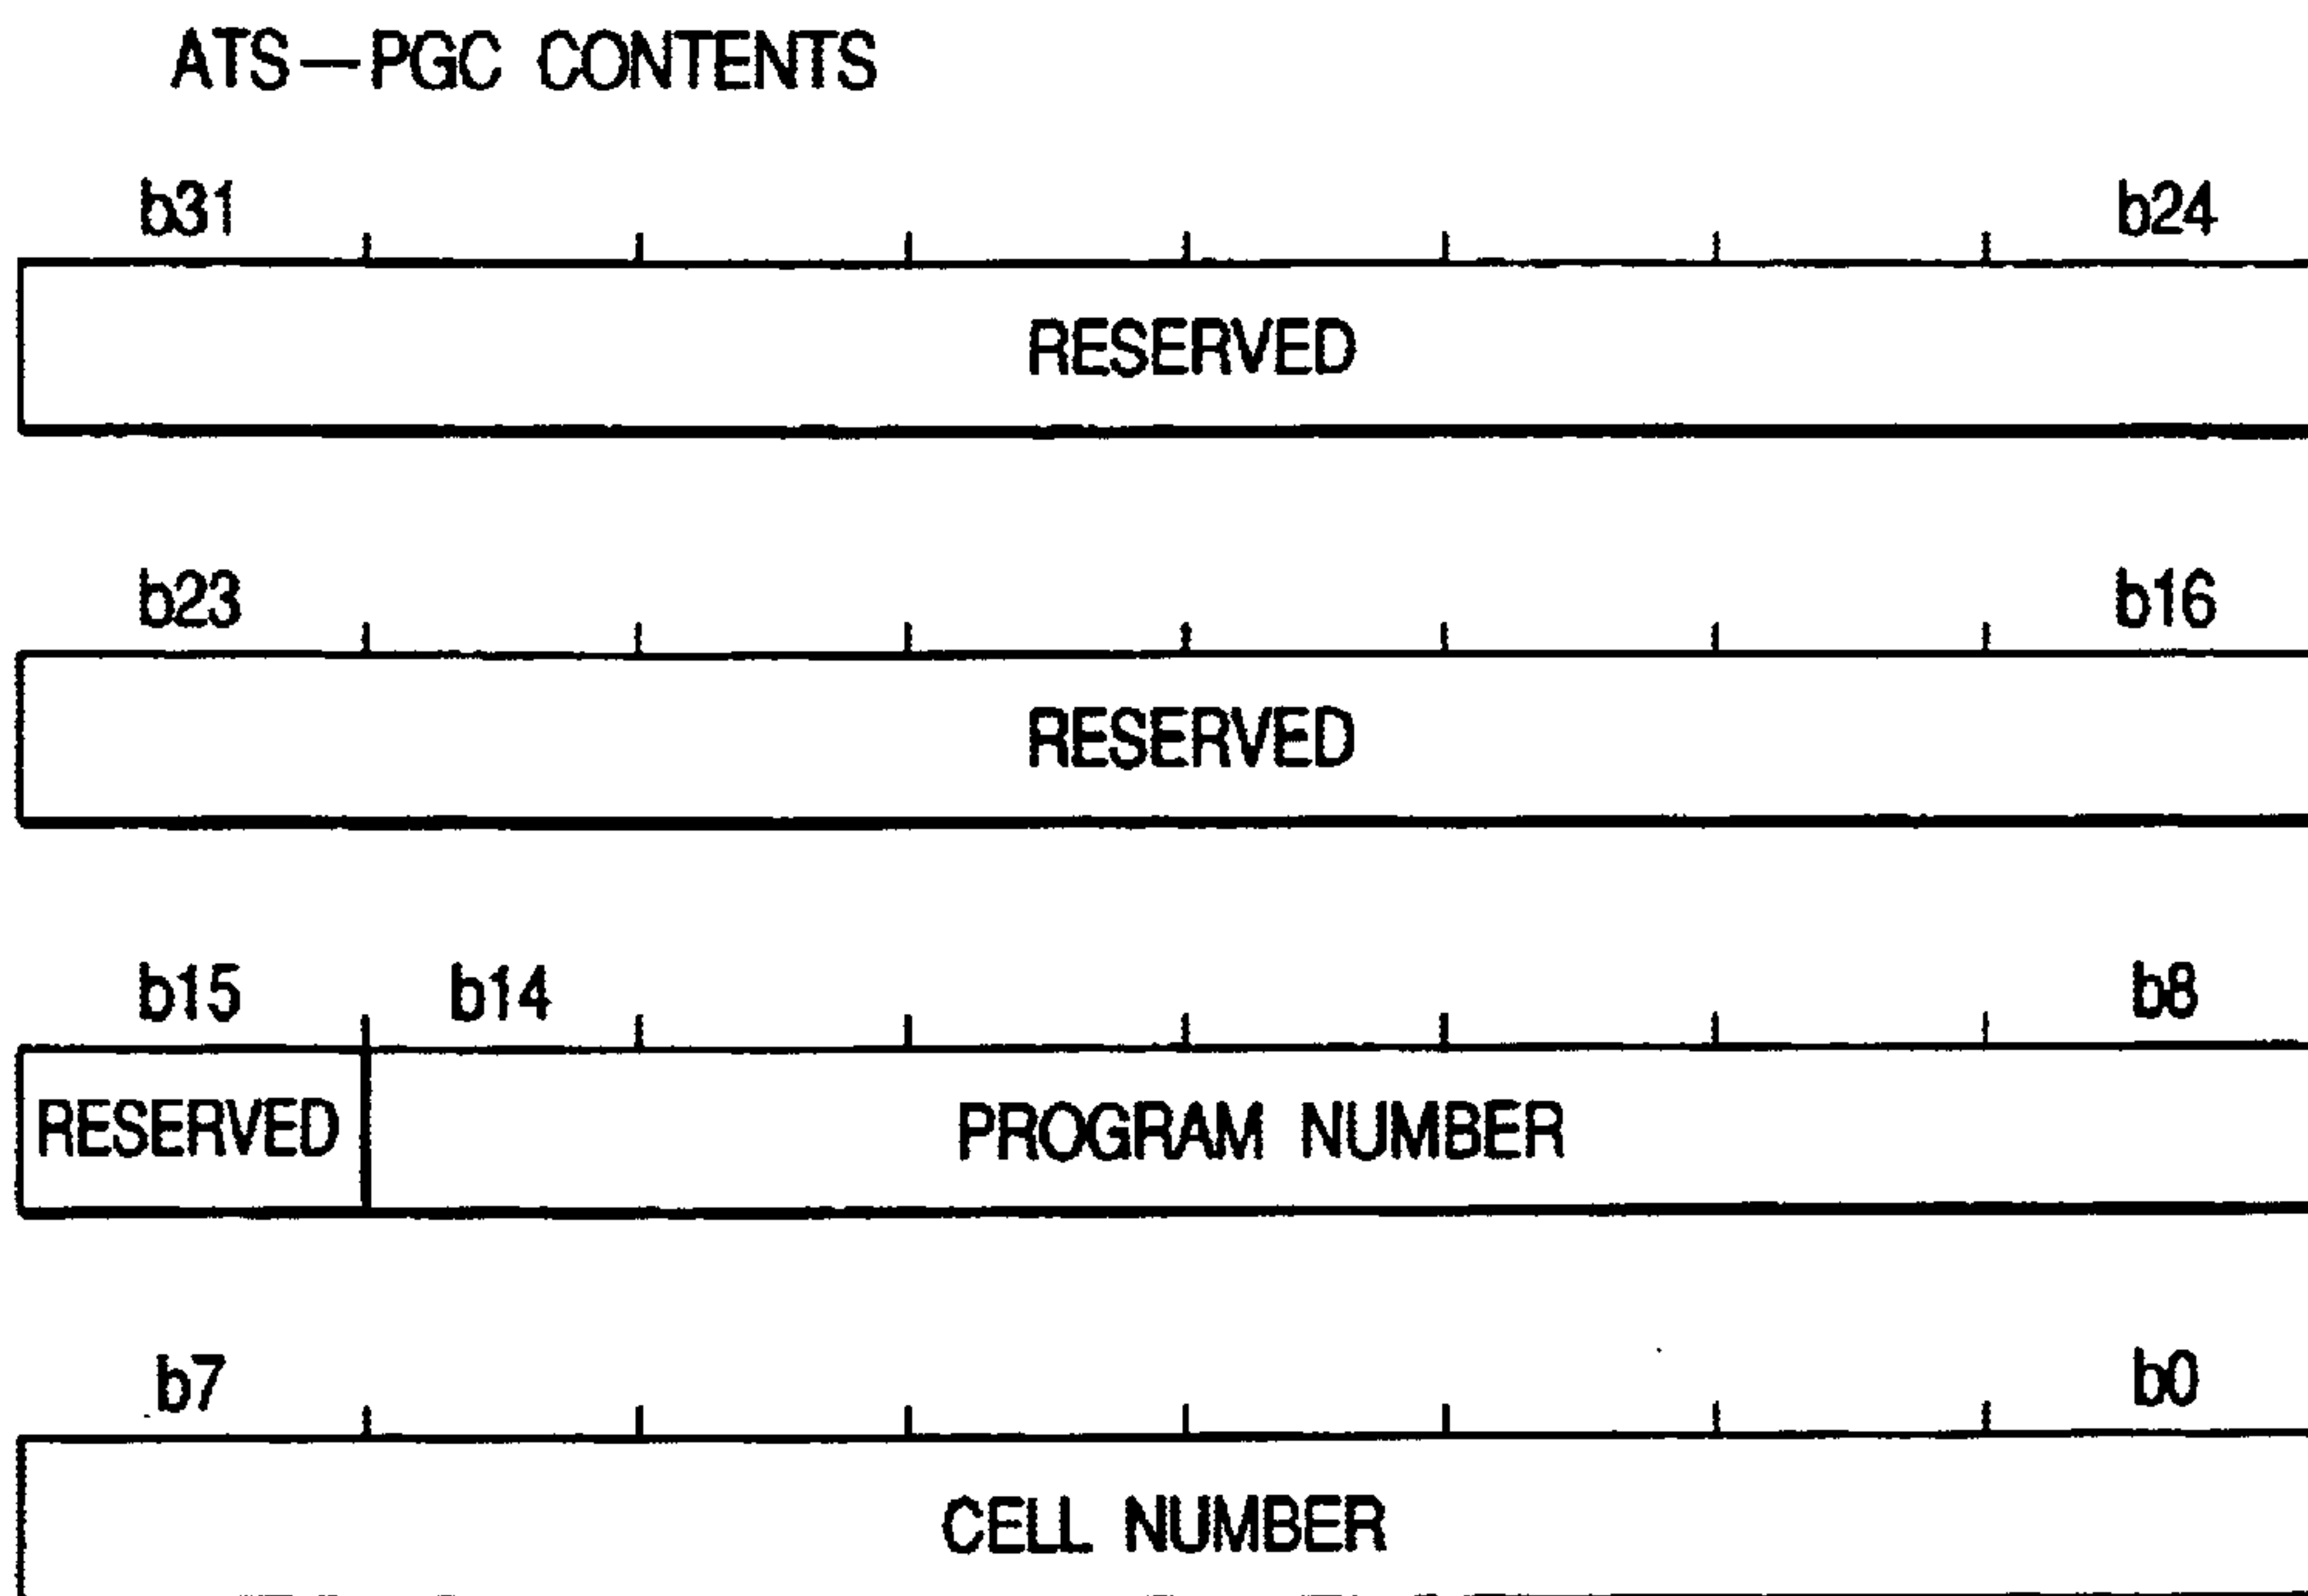 ATS—PGC CONTENTS
b31 b24
RESERVED
b23 b16
RESERVED
b15 b14 b8
RESERVED PROGRAM NUMBER
b7 b0
CELL NUMBER